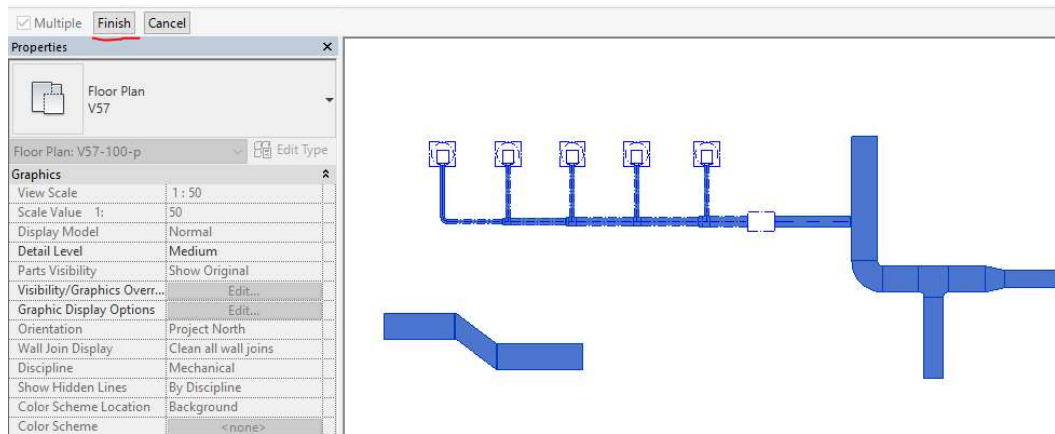 Multiple Finish Cancel
Properties
Floor Plan
V57
Floor Plan: V57-100-p Edit Type
Graphics
View Scale 1 : 50
Scale Value 1: 50
Display Model Normal
Detail Level Medium
Parts Visibility Show Original
Visibility/Graphics Overr... Edit...
Graphic Display Options Edit...
Orientation Project North
Wall Join Display Clean all wall joins
Discipline Mechanical
Show Hidden Lines By Discipline
Color Scheme Location Background
Color Scheme <none>